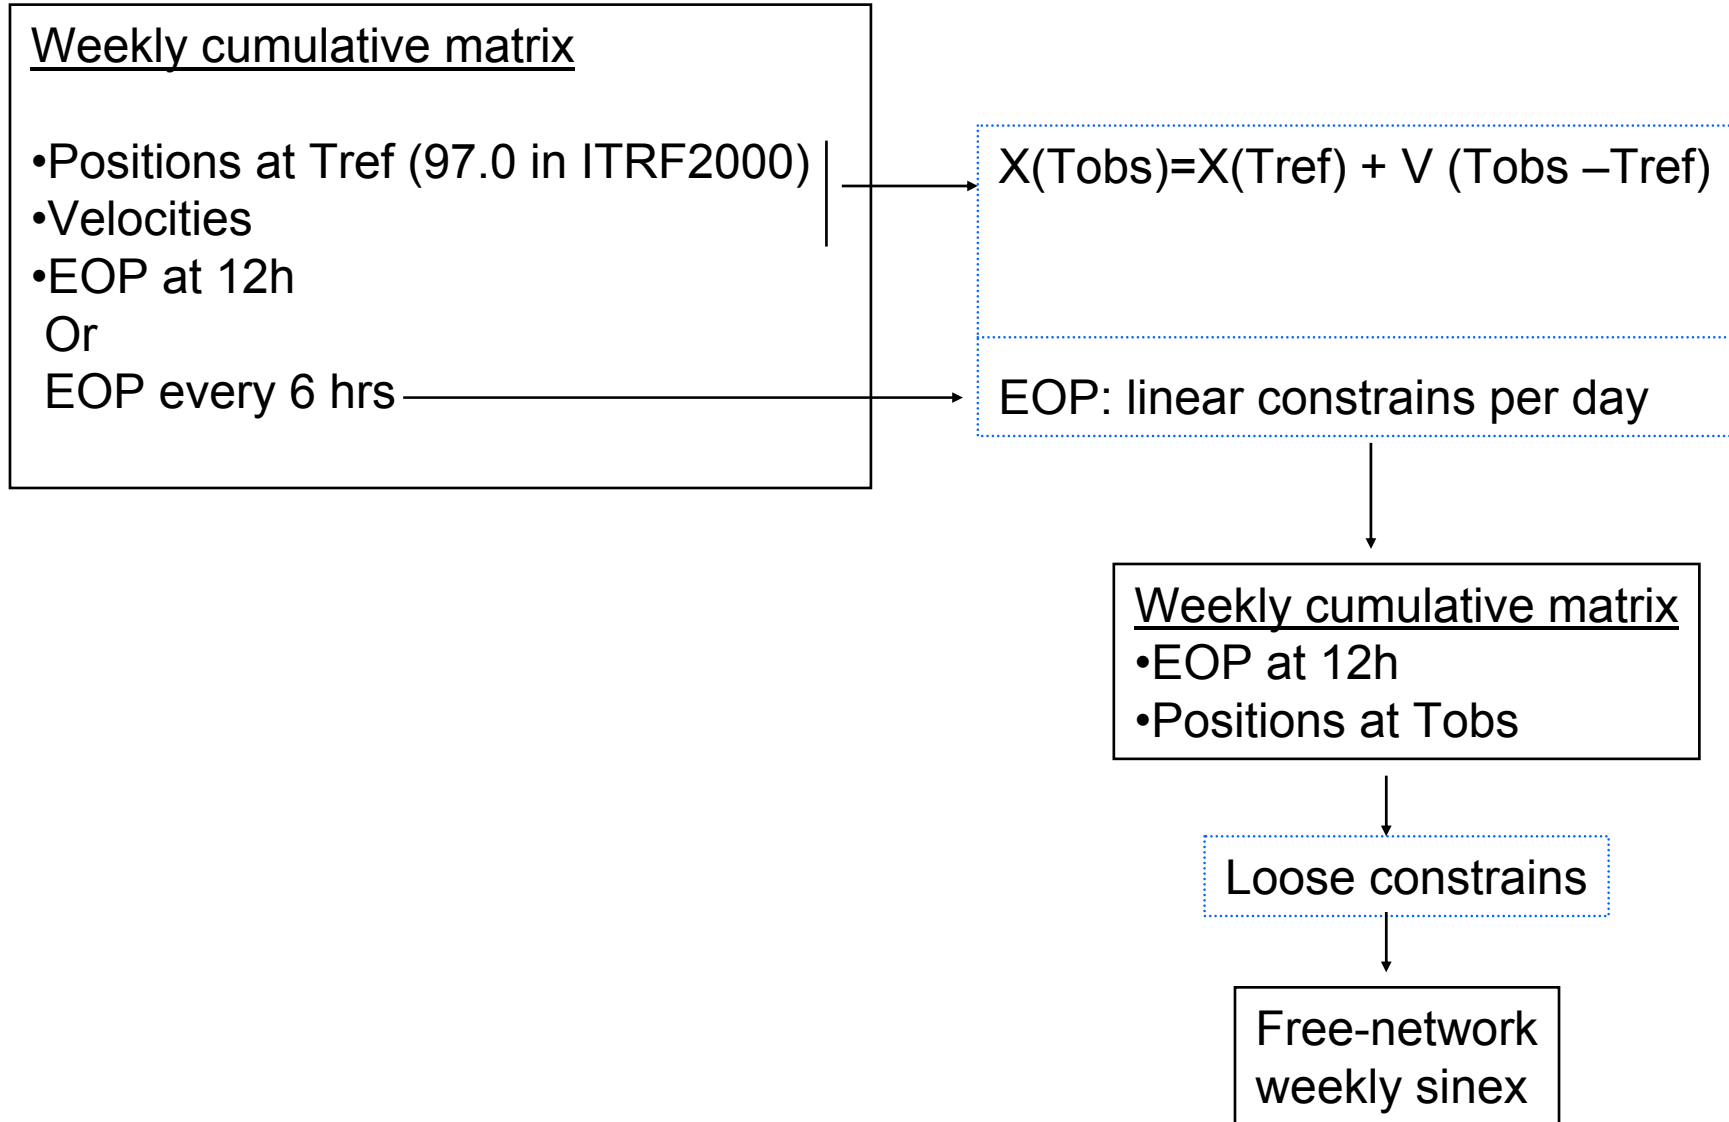 Weekly cumulative matrix
•Positions at Tref (97.0 in ITRF2000)
•Velocities
•EOP at 12h
Or
EOP every 6 hrs
X(Tobs)=X(Tref) + V (Tobs –Tref)
EOP: linear constrains per day
Weekly cumulative matrix
•EOP at 12h
•Positions at Tobs
Loose constrains
Free-network
weekly sinex